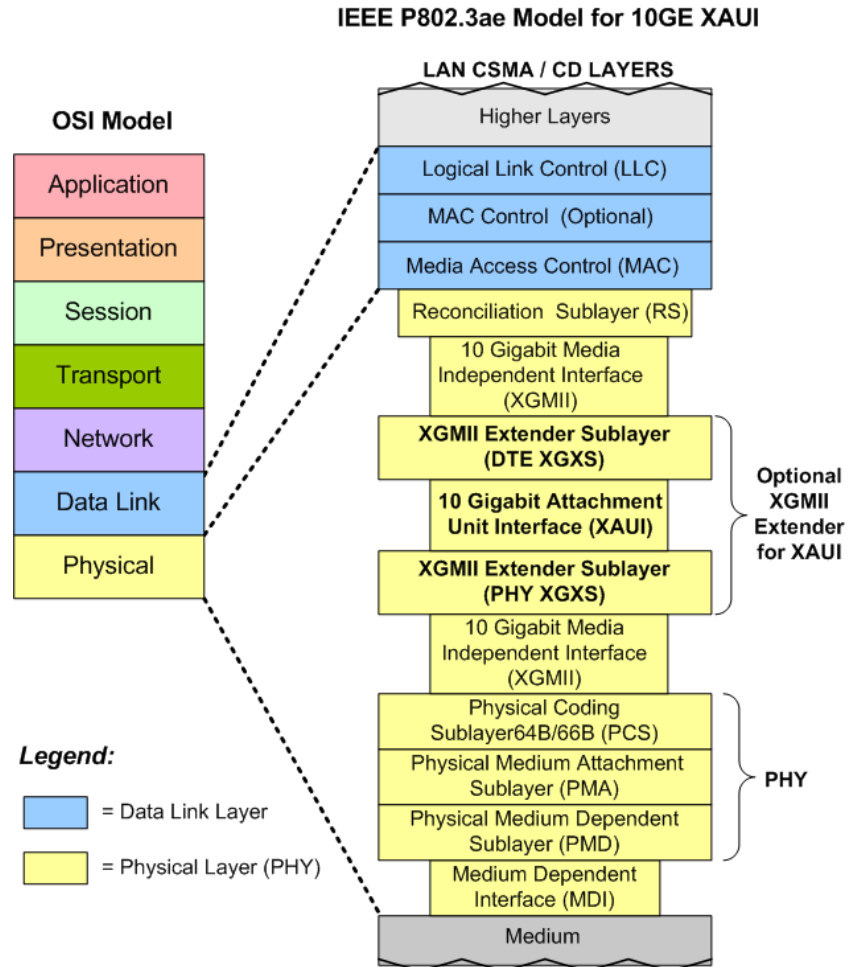 IEEE P802.3ae Model for 10GE XAUI
OSI Model
Application
Presentation
Session
Transport
Network
Data Link
Physical
LAN CSMA / CD LAYERS
Higher Layers
Logical Link Control (LLC)
MAC Control (Optional)
Media Access Control (MAC)
Reconciliation Sublayer (RS)
10 Gigabit Media
Independent Interface
(XGMII)
XGMII Extender Sublayer
(DTE XGXS)
10 Gigabit Attachment
Unit Interface (XAUI)
XGMII Extender Sublayer
(PHY XGXS)
10 Gigabit Media
Independent Interface
(XGMII)
Physical Coding
Sublayer64B/66B (PCS)
Physical Medium Attachment
Sublayer (PMA)
Physical Medium Dependent
Sublayer (PMD)
Medium Dependent
Interface (MDI)
Medium
Optional
XGMII
Extender
for XAUI
PHY
Legend:
= Data Link Layer
= Physical Layer (PHY)